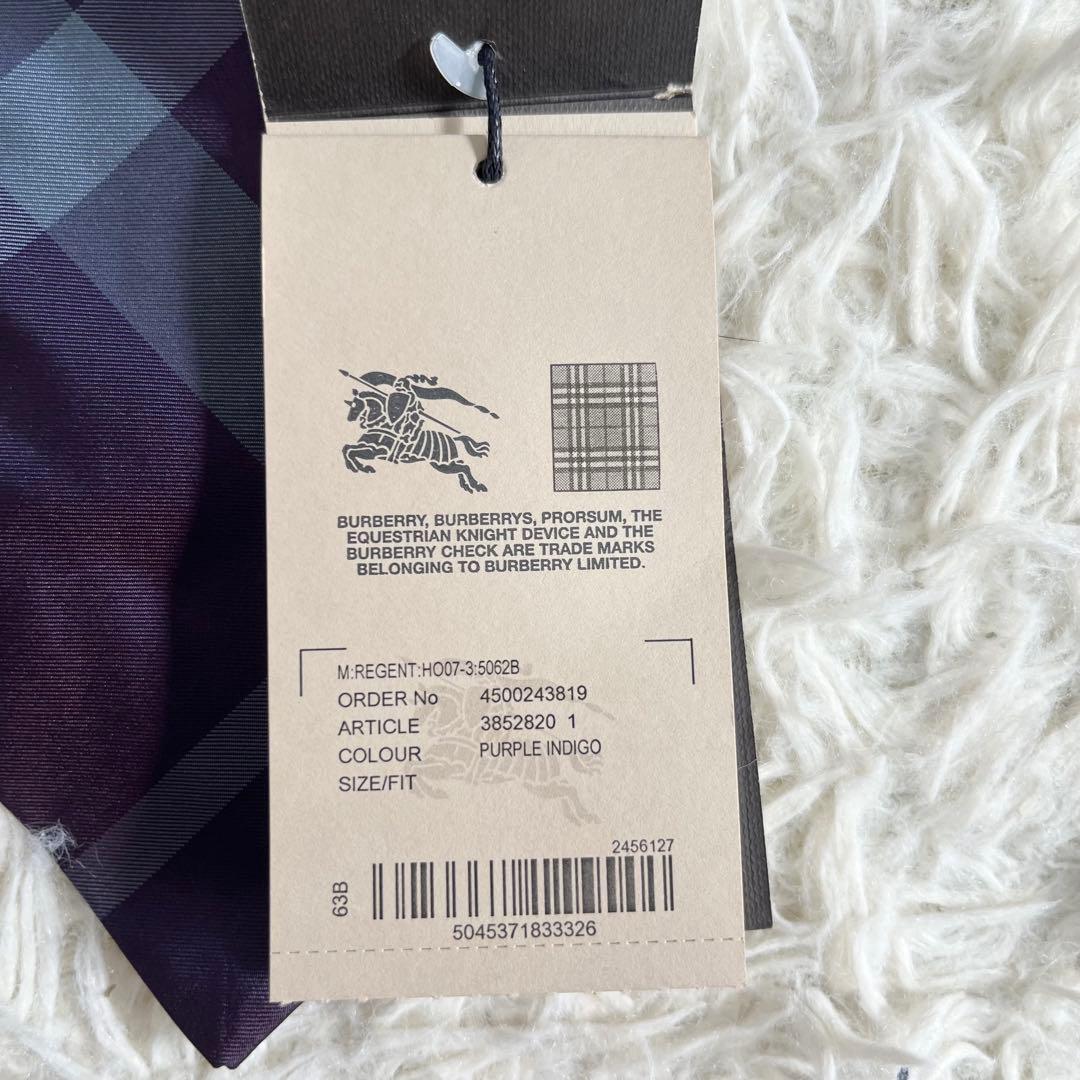 BURBERRY, BURBERRYS, PRORSUM, THE
EQUESTRIAN KNIGHT DEVICE AND THE
BURBERRY CHECK ARE TRADE MARKS
BELONGING TO BURBERRY LIMITED.
M:REGENT:HO07-3:5062B
ORDER No 4500243819
ARTICLE 3852820 1
COLOUR PURPLE INDIGO
SIZE/FIT
2456127
63B
5045371833326